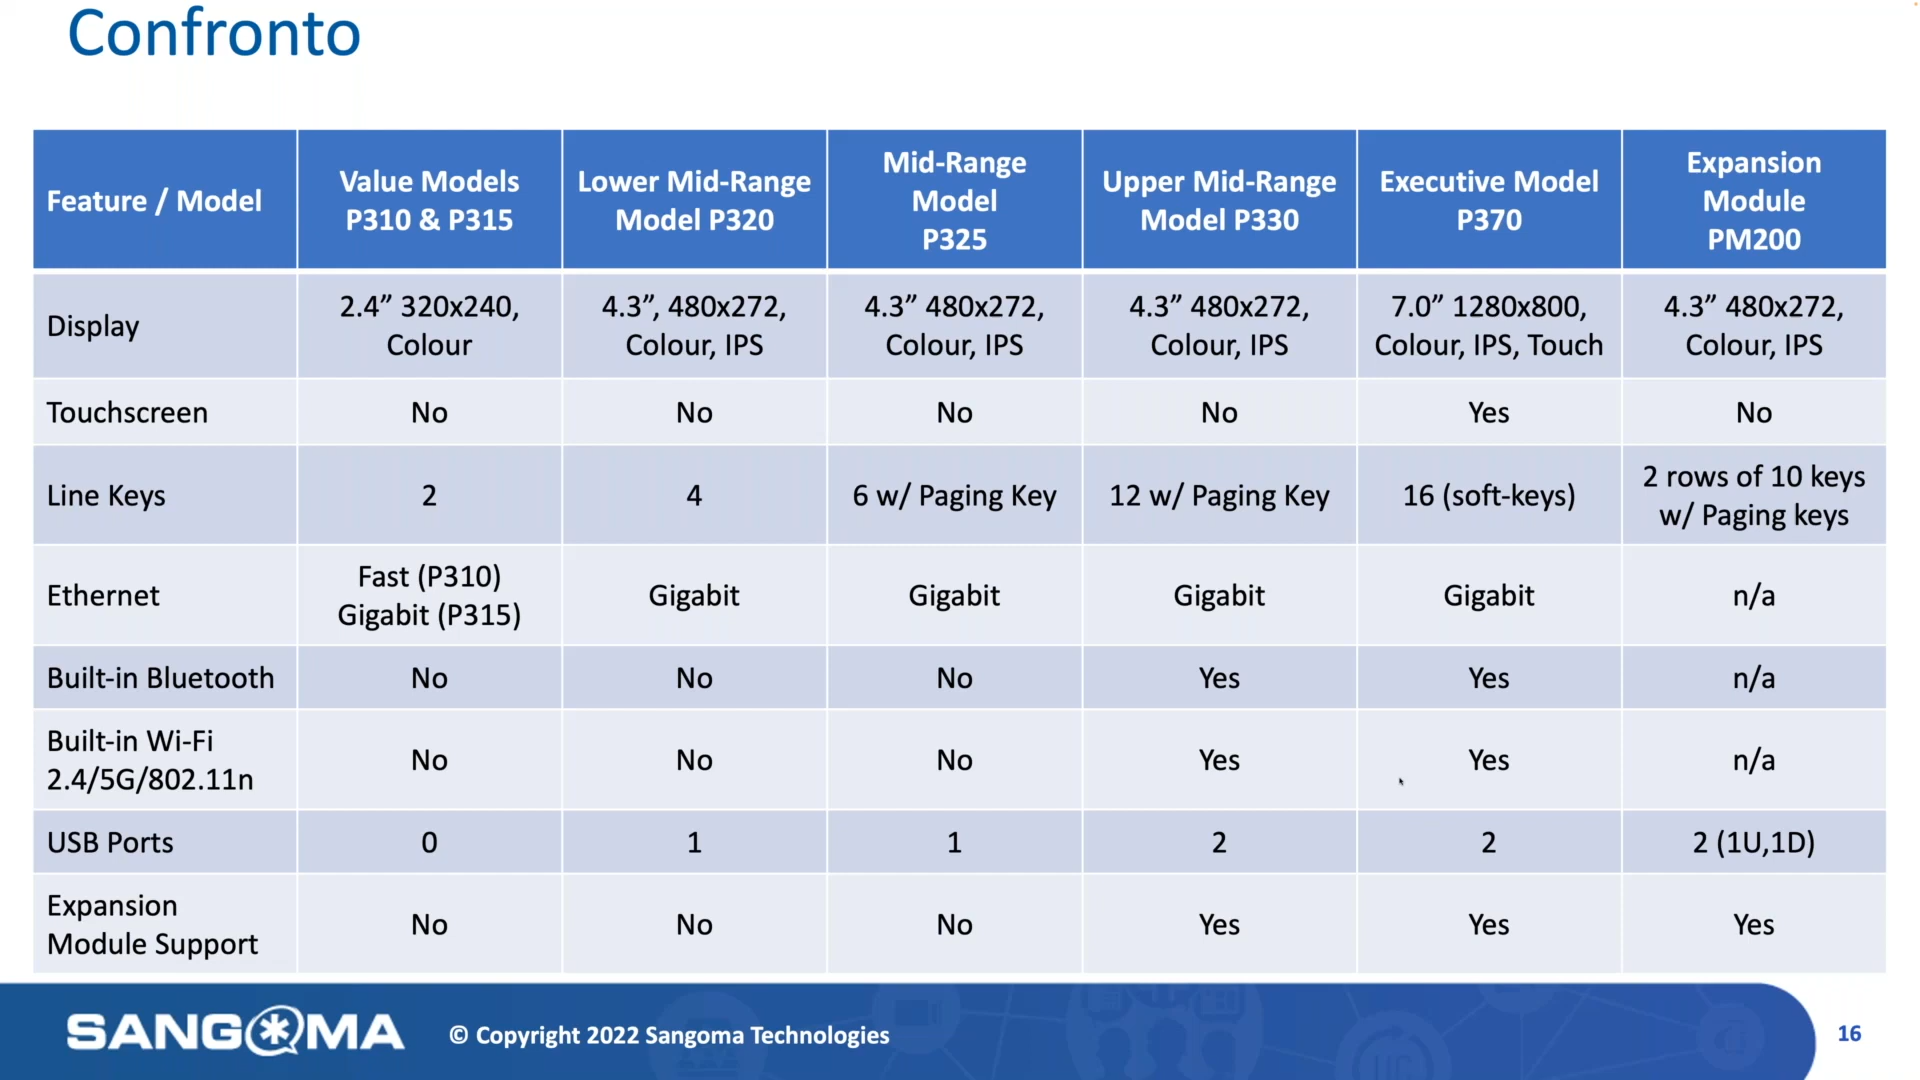 Confronto
Feature / Model
Value Models
P310 & P315
Lower Mid-Range
Model P320
Mid-Range
Model
P325
Upper Mid-Range
Model P330
Executive Model
P370
Expansion
Module
PM200
Display
2.4” 320x240,
Colour
4.3”, 480x272,
Colour, IPS
4.3” 480x272,
Colour, IPS
4.3” 480x272,
Colour, IPS
7.0” 1280x800,
Colour, IPS, Touch
4.3” 480x272,
Colour, IPS
Touchscreen
No
No
No
No
Yes
No
Line Keys
2
4
6 w/ Paging Key
12 w/ Paging Key
16 (soft-keys)
2 rows of 10 keys
w/ Paging keys
Ethernet
Fast (P310)
Gigabit (P315)
Gigabit
Gigabit
Gigabit
Gigabit
n/a
Built-in Bluetooth
No
No
No
Yes
Yes
n/a
Built-in Wi-Fi
2.4/5G/802.11n
No
No
No
Yes
Yes
n/a
USB Ports
0
1
1
2
2
2 (1U,1D)
Expansion
Module Support
No
No
No
Yes
Yes
Yes
SANGOMA
© Copyright 2022 Sangoma Technologies
16